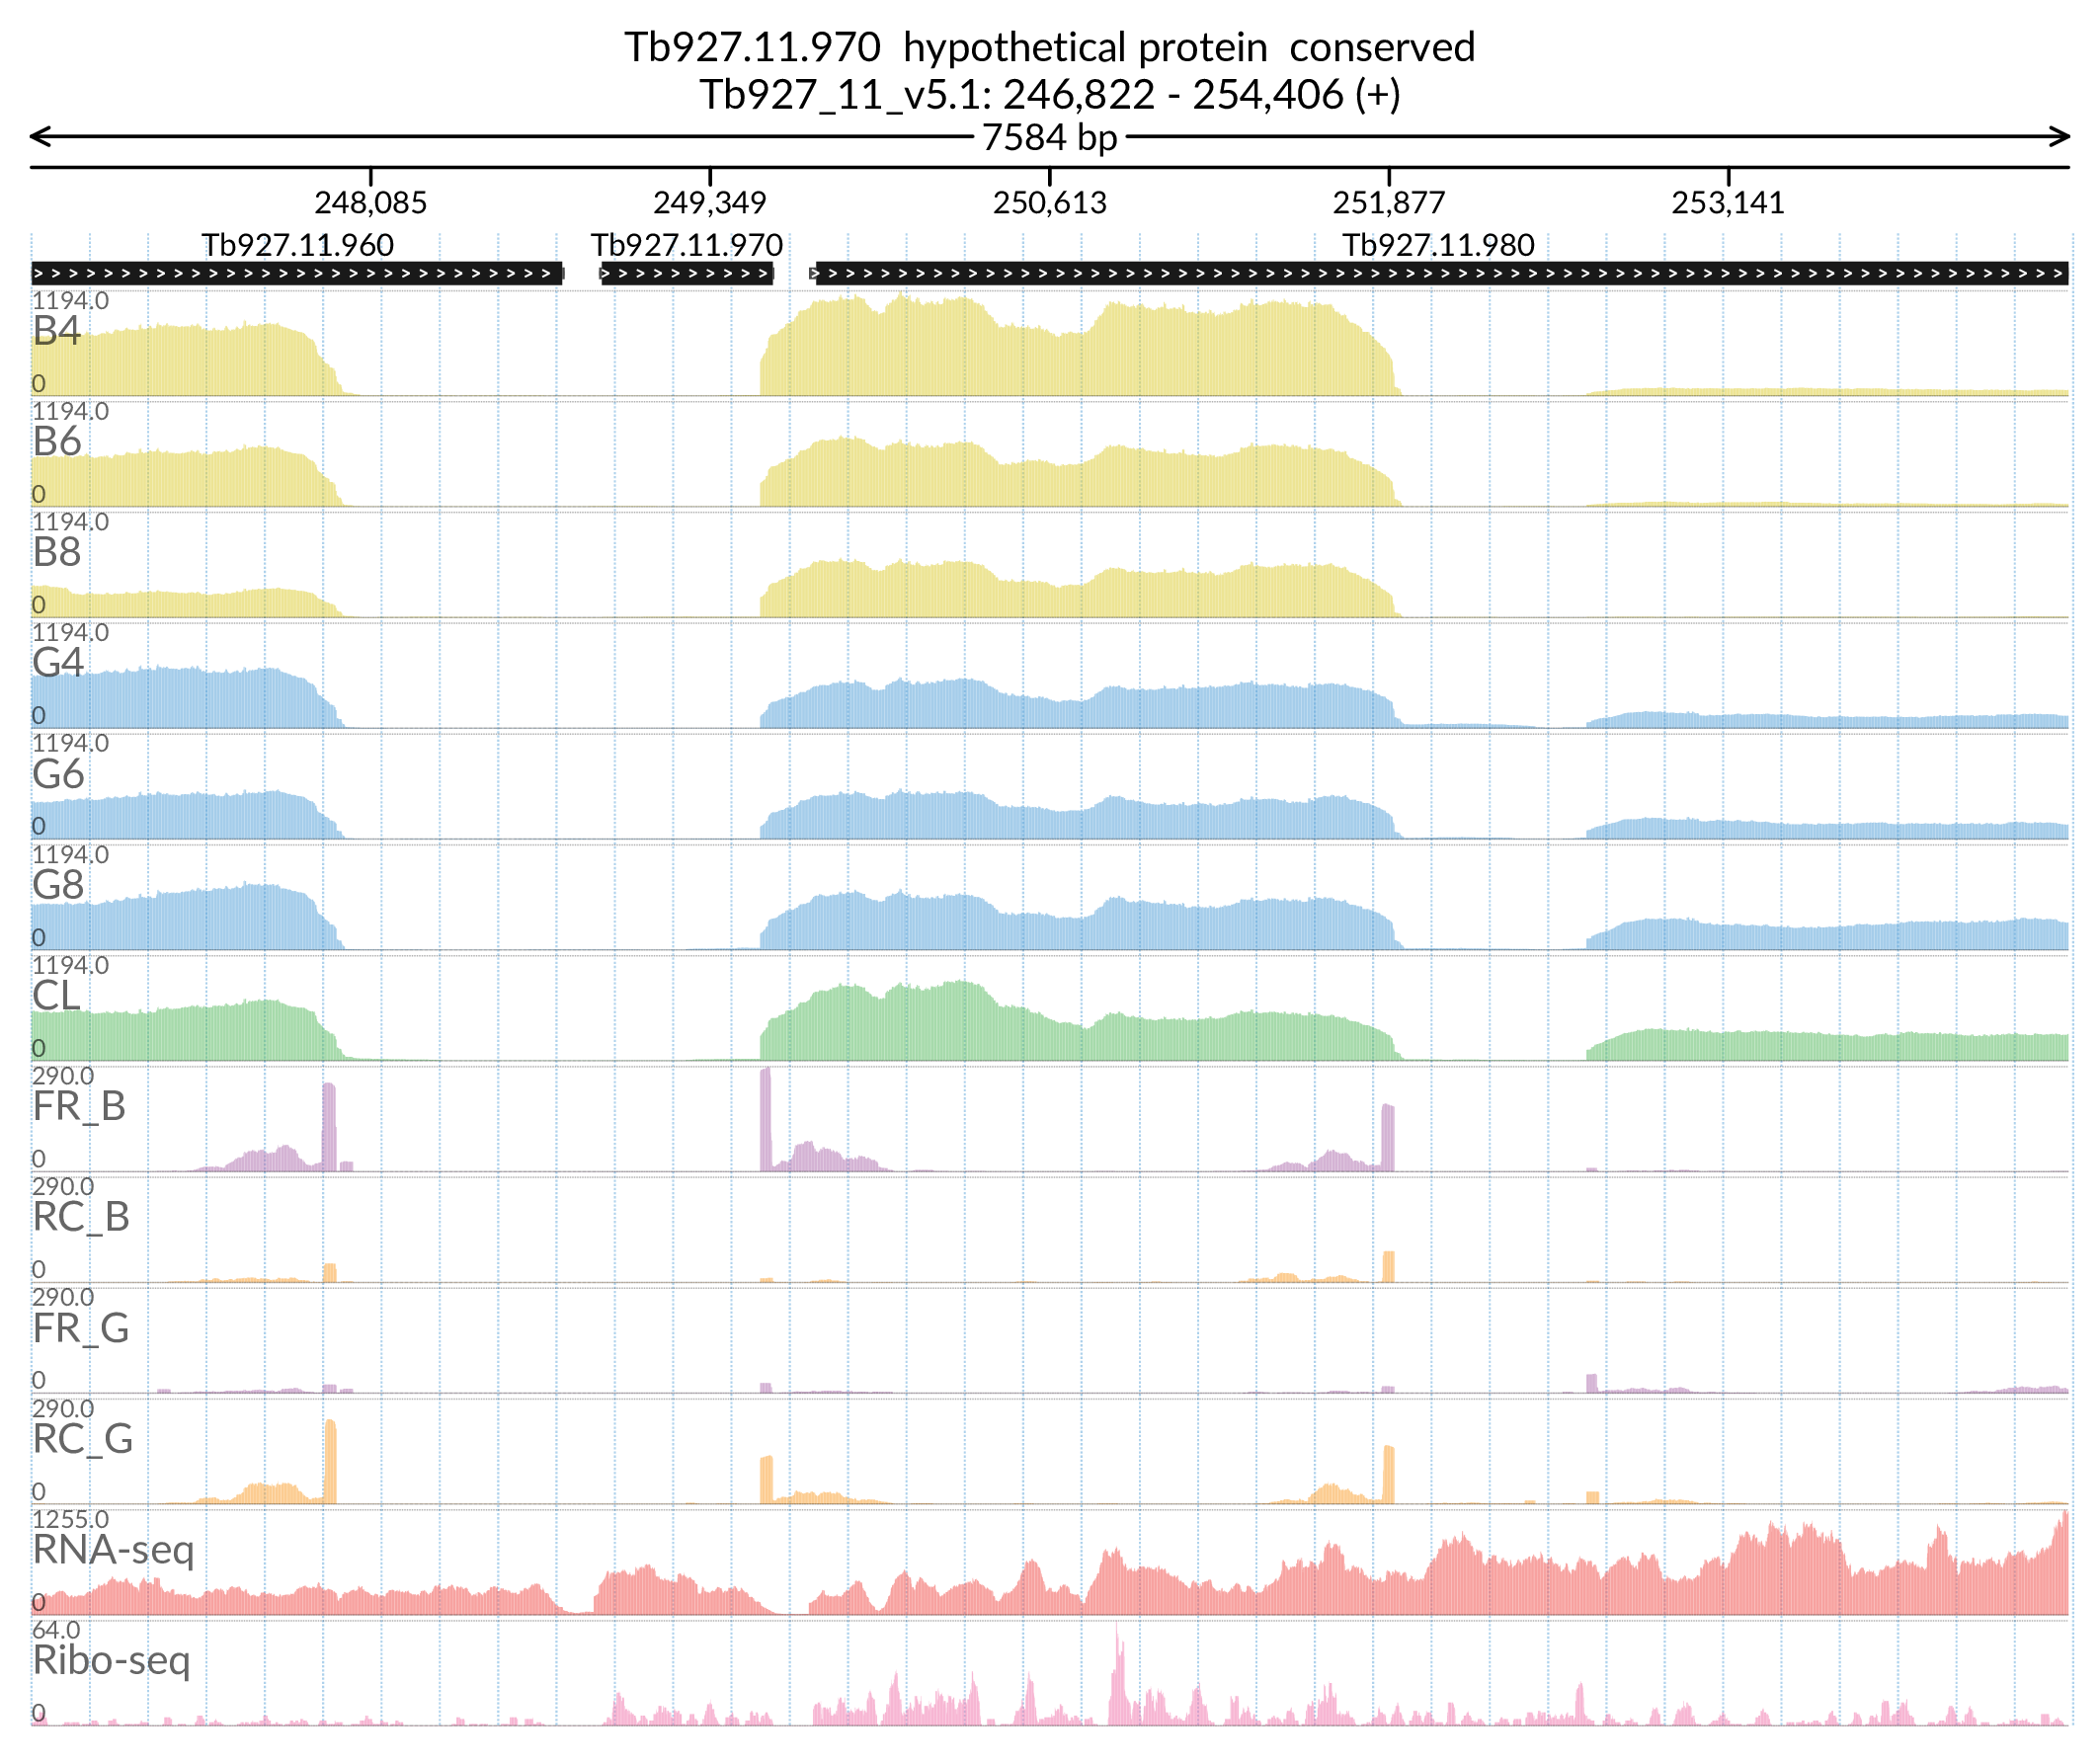 Tb927.11.970  hypothetical protein  conserved
Tb927_11_v5.1: 246,822 - 254,406 (+)
7584 bp
248,085 249,349 250,613 251,877 253,141
Tb927.11.960 Tb927.11.970 Tb927.11.980
1194.0
B4
0
1194.0
B6
0
1194.0
B8
0
1194.0
G4
0
1194.0
G6
0
1194.0
G8
0
1194.0
CL
0
290.0
FR_B
0
290.0
RC_B
0
290.0
FR_G
0
290.0
RC_G
0
1255.0
RNA-seq
0
64.0
Ribo-seq
0